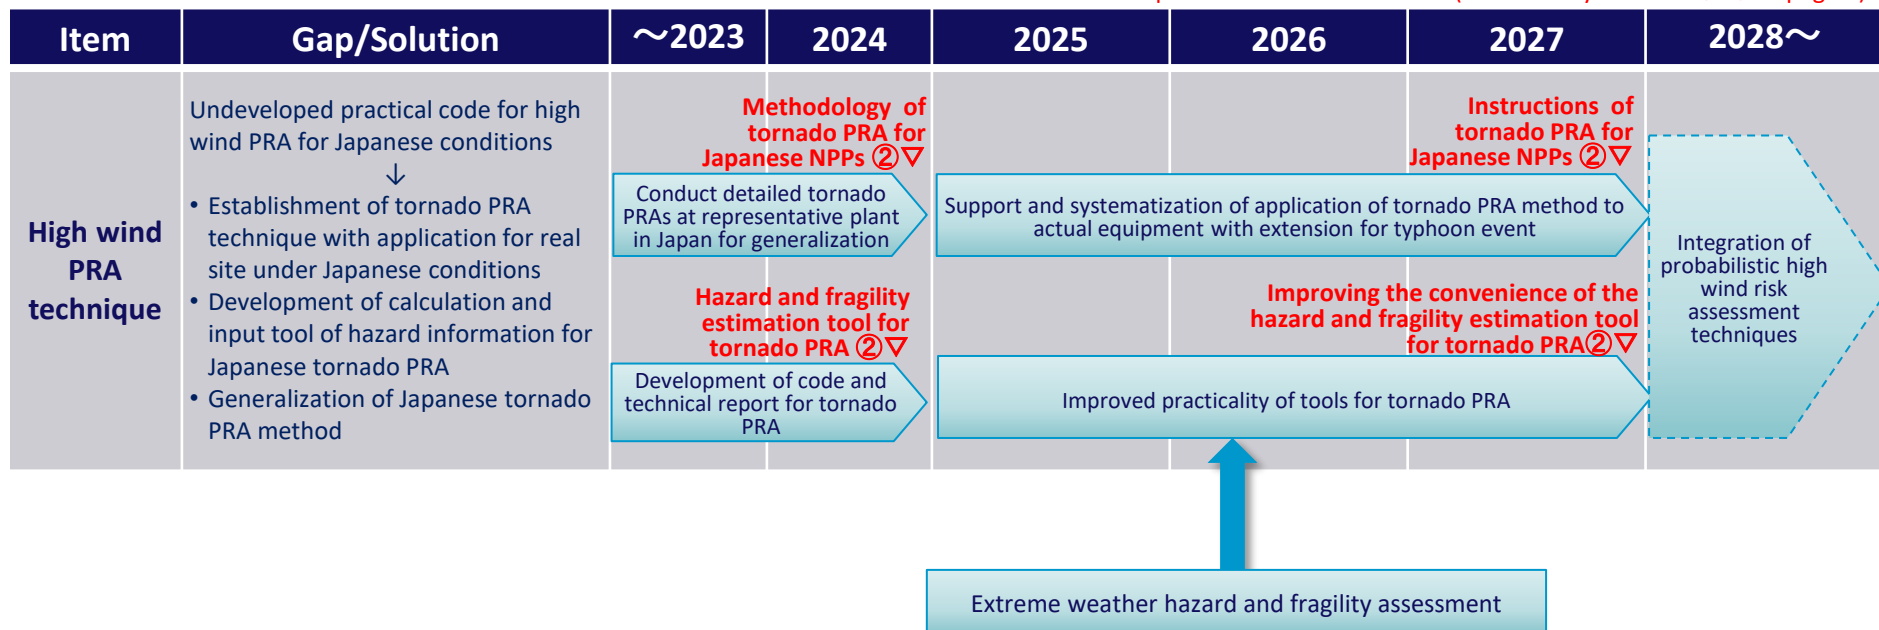 Item
Gap/Solution
~2023
2024
2025
2026
2027
2028~
High wind
PRA
technique
Undeveloped practical code for high
wind PRA for Japanese conditions
↓
• Establishment of tornado PRA
technique with application for real
site under Japanese conditions
• Development of calculation and
input tool of hazard information for
Japanese tornado PRA
• Generalization of Japanese tornado
PRA method
Methodology of
tornado PRA for
Japanese NPPs ②▽
Conduct detailed tornado
PRAs at representative plant
in Japan for generalization
Instructions of
tornado PRA for
Japanese NPPs ②▽
Support and systematization of application of tornado PRA method to
actual equipment with extension for typhoon event
Hazard and fragility
estimation tool for
tornado PRA ②▽
Development of code and
technical report for tornado
PRA
Improving the convenience of the
hazard and fragility estimation tool
for tornado PRA②▽
Improved practicality of tools for tornado PRA
Integration of
probabilistic high
wind risk
assessment
techniques
Extreme weather hazard and fragility assessment